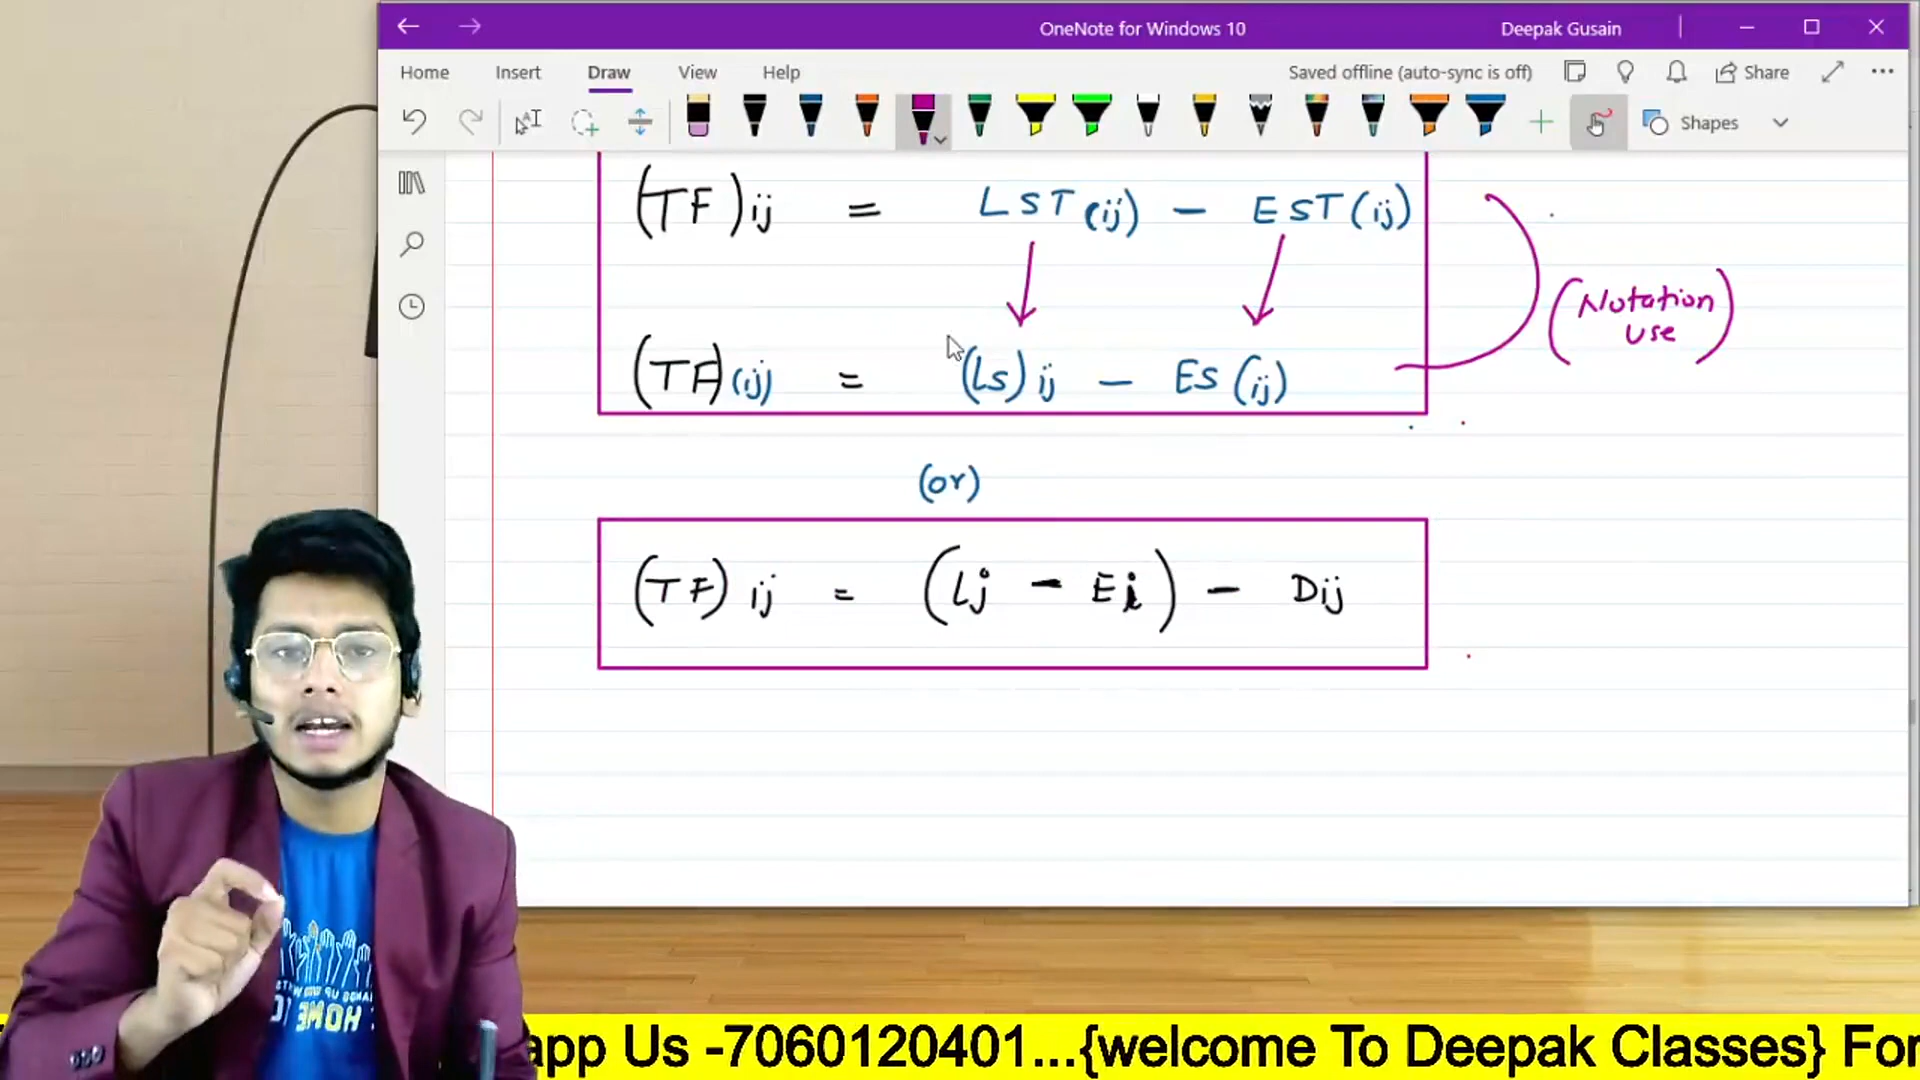 OneNote for Windows 10
Deepak Gusain
Home Insert Draw View Help
Saved offline (auto-sync is off)
Share
Shapes
(TF)ij = LST(ij) - EST(ij)
(Notation
Use)
(TF)(ij) = (Ls)ij - ES(ij)
(or)
(TF)ij = (Lj - Ei) - Dij
HOME
app Us -7060120401...{welcome To Deepak Classes} For